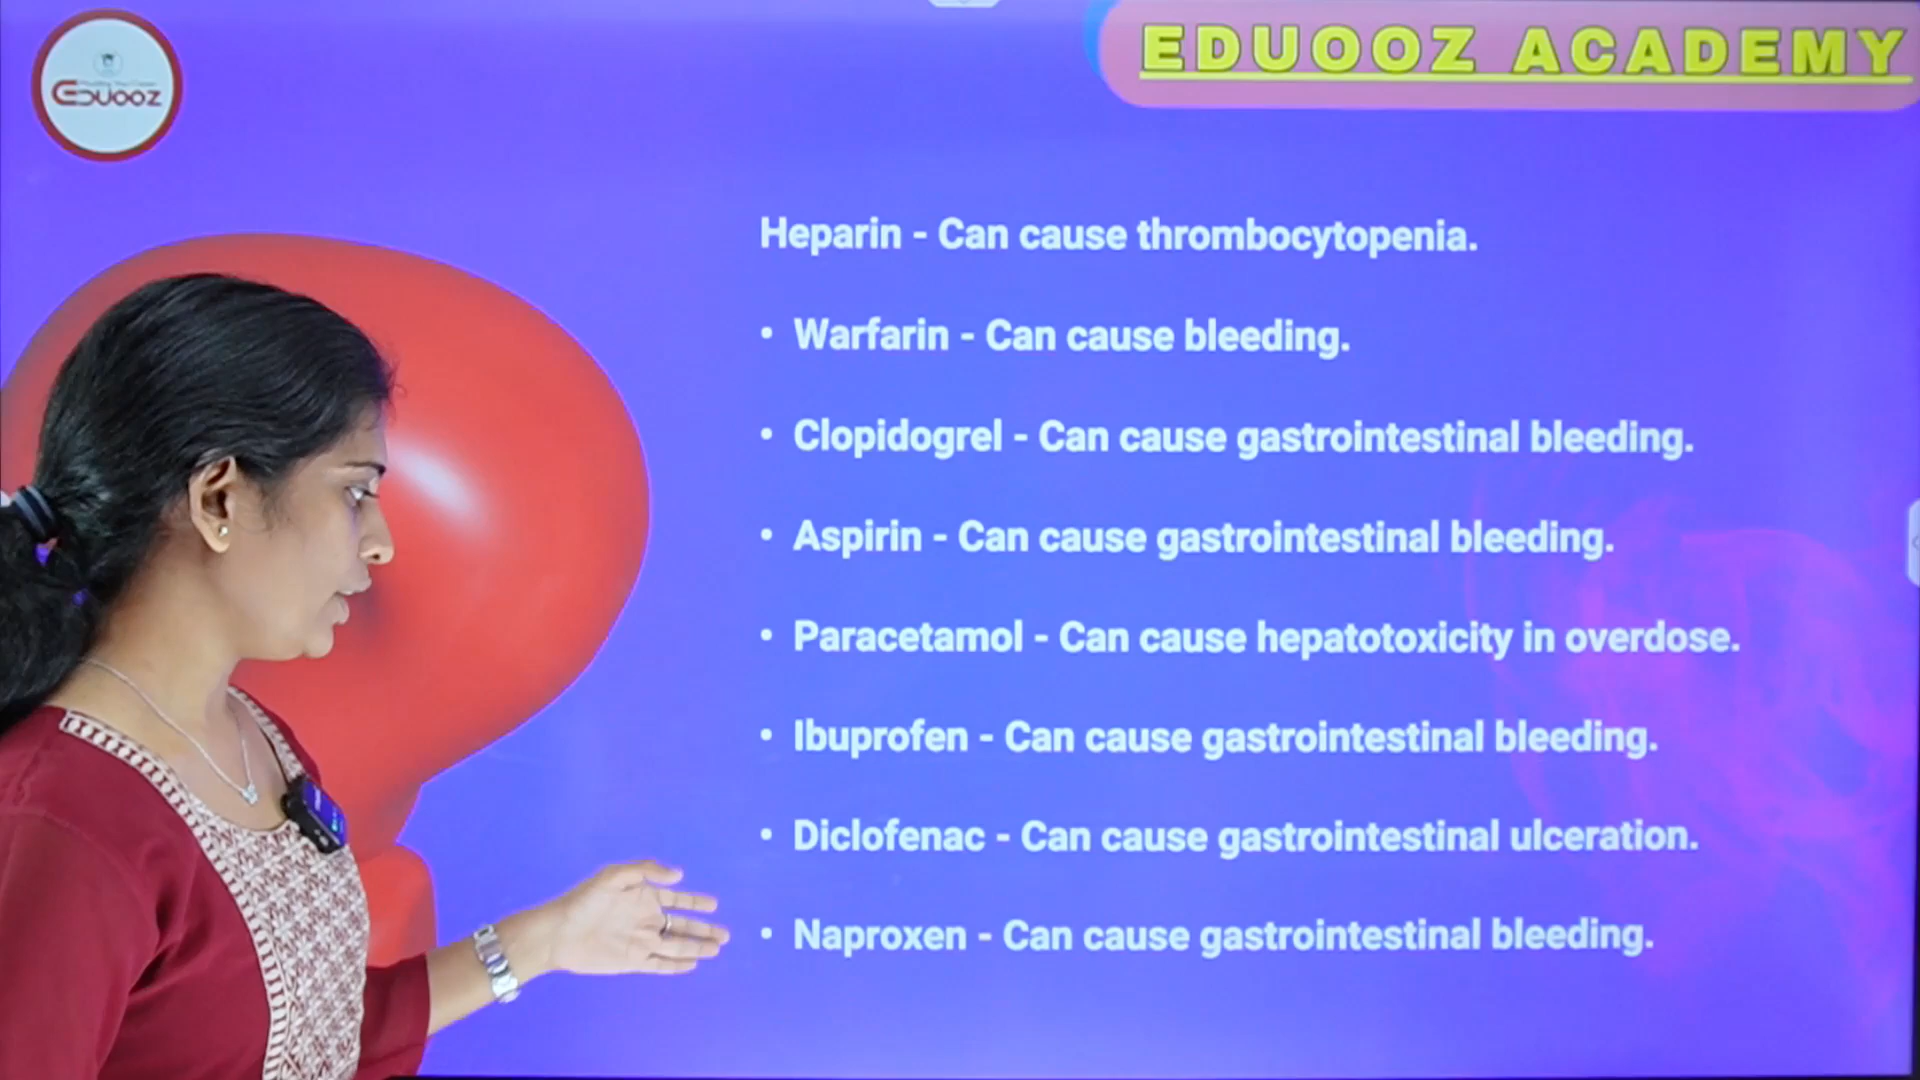 EDUOOZ
EDUOOZ ACADEMY
Heparin - Can cause thrombocytopenia.
• Warfarin - Can cause bleeding.
• Clopidogrel - Can cause gastrointestinal bleeding.
• Aspirin - Can cause gastrointestinal bleeding.
• Paracetamol - Can cause hepatotoxicity in overdose.
• Ibuprofen - Can cause gastrointestinal bleeding.
• Diclofenac - Can cause gastrointestinal ulceration.
• Naproxen - Can cause gastrointestinal bleeding.